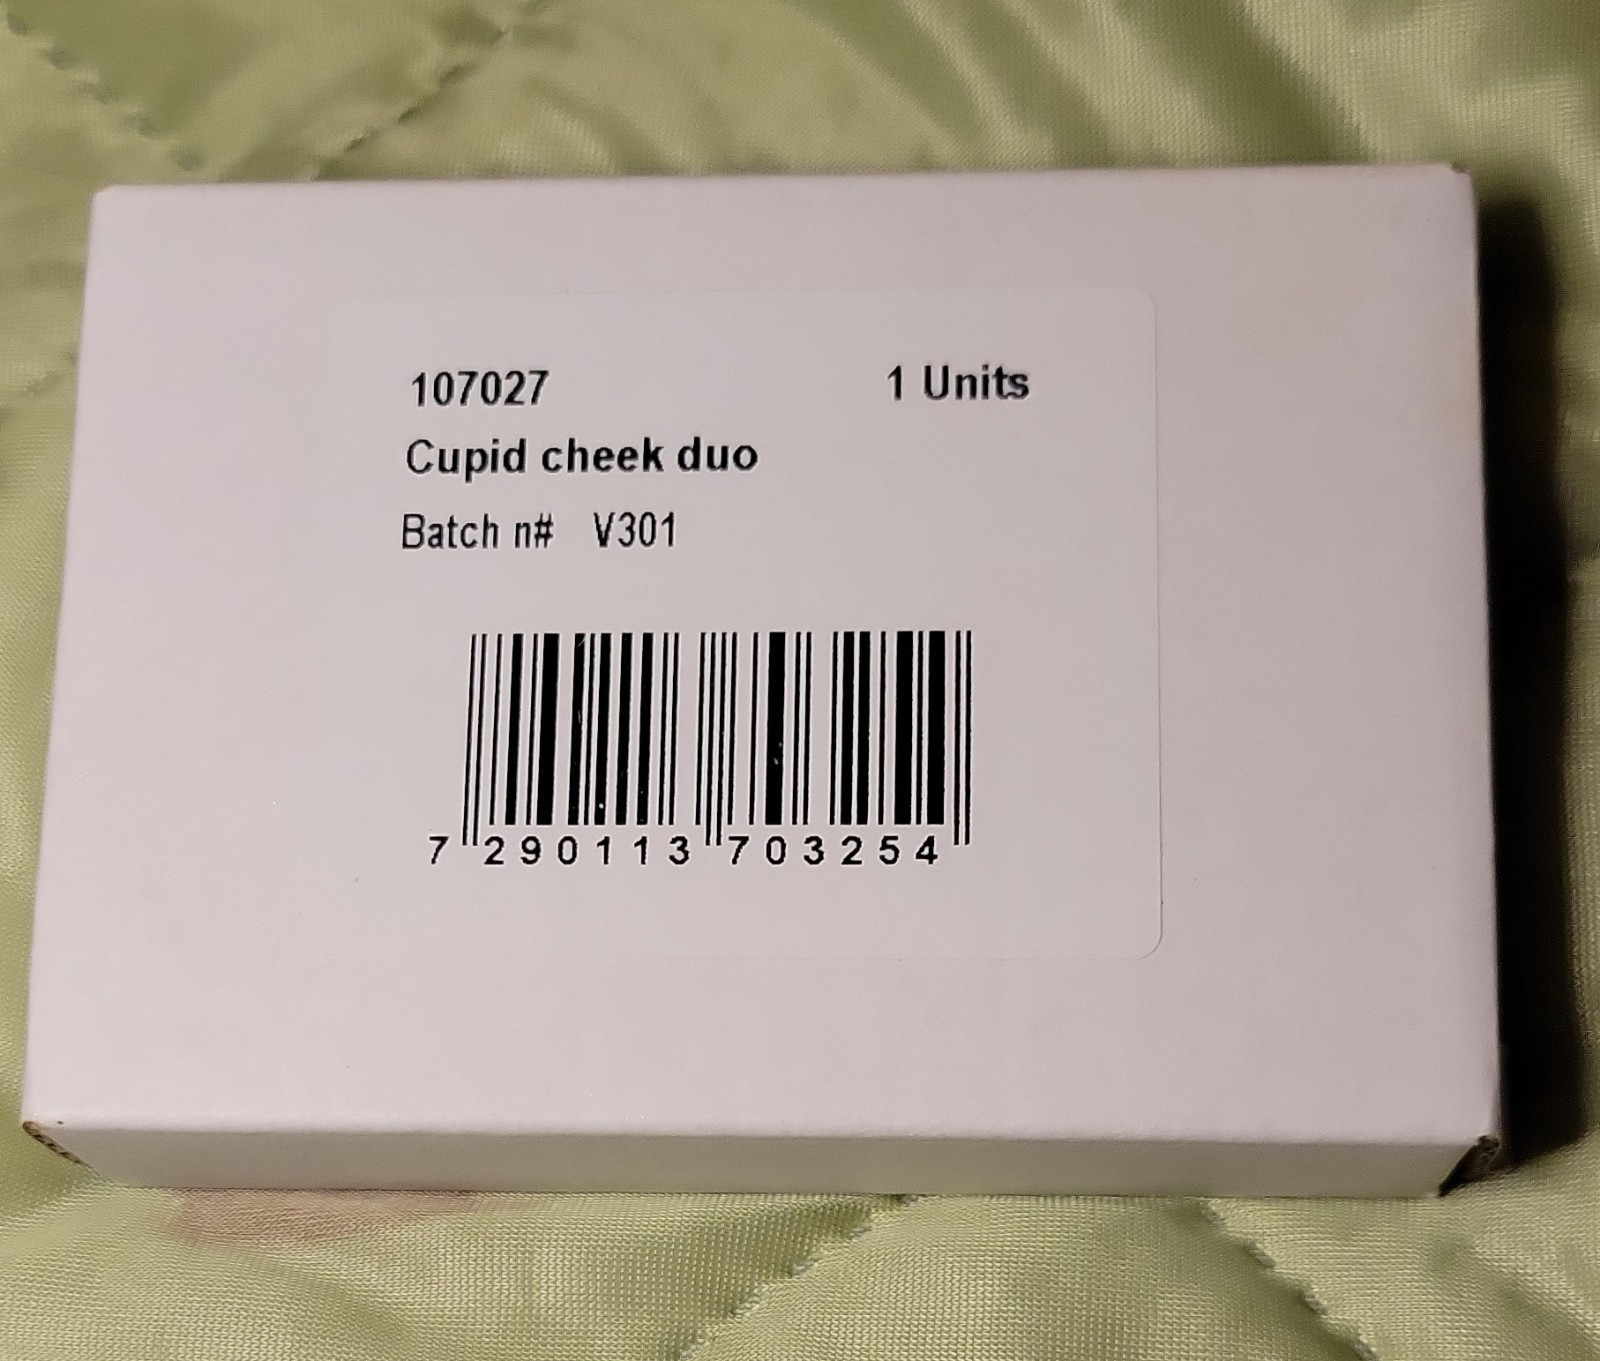 107027 1 Units
Cupid cheek duo
Batch n# V301
7 290113 703254